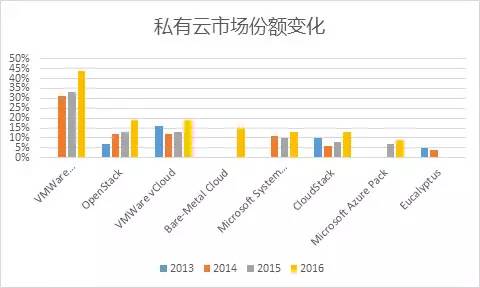 私有云市场份额变化
50%
45%
40%
35%
30%
25%
20%
15%
10%
5%
0%
VMWare...
OpenStack
VMWare vCloud
Bare-Metal Cloud
Microsoft System...
CloudStack
Microsoft Azure Pack
Eucalyptus
2013 2014 2015 2016